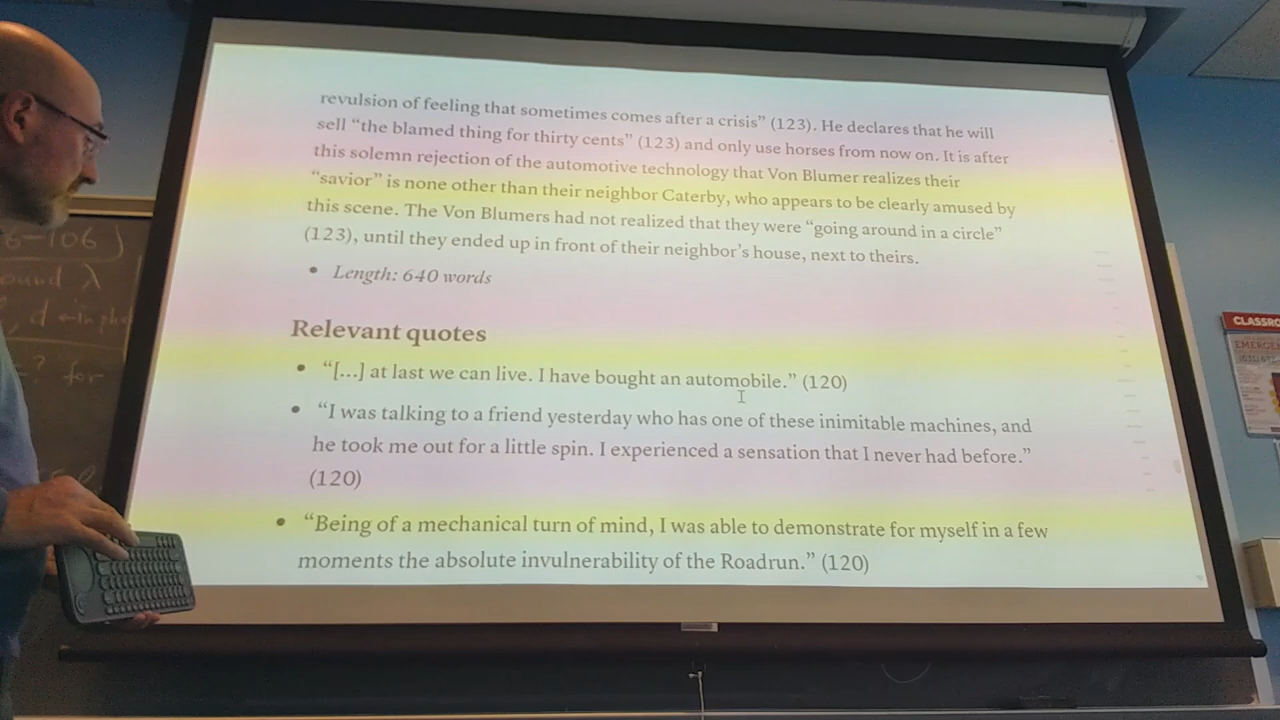 revulsion of feeling that sometimes comes after a crisis” (123). He declares that he will
sell “the blamed thing for thirty cents” (123) and only use horses from now on. It is after
this solemn rejection of the automotive technology that Von Blumer realizes their
“savior” is none other than their neighbor Caterby, who appears to be clearly amused by
this scene. The Von Blumers had not realized that they were “going around in a circle”
(123), until they ended up in front of their neighbor’s house, next to theirs.
• Length: 640 words
Relevant quotes
• “[...] at last we can live. I have bought an automobile.” (120)
• “I was talking to a friend yesterday who has one of these inimitable machines, and
he took me out for a little spin. I experienced a sensation that I never had before.”
(120)
• “Being of a mechanical turn of mind, I was able to demonstrate for myself in a few
moments the absolute invulnerability of the Roadrun.” (120)
6-106)
λ
? for
CLASSRO
EMERGE